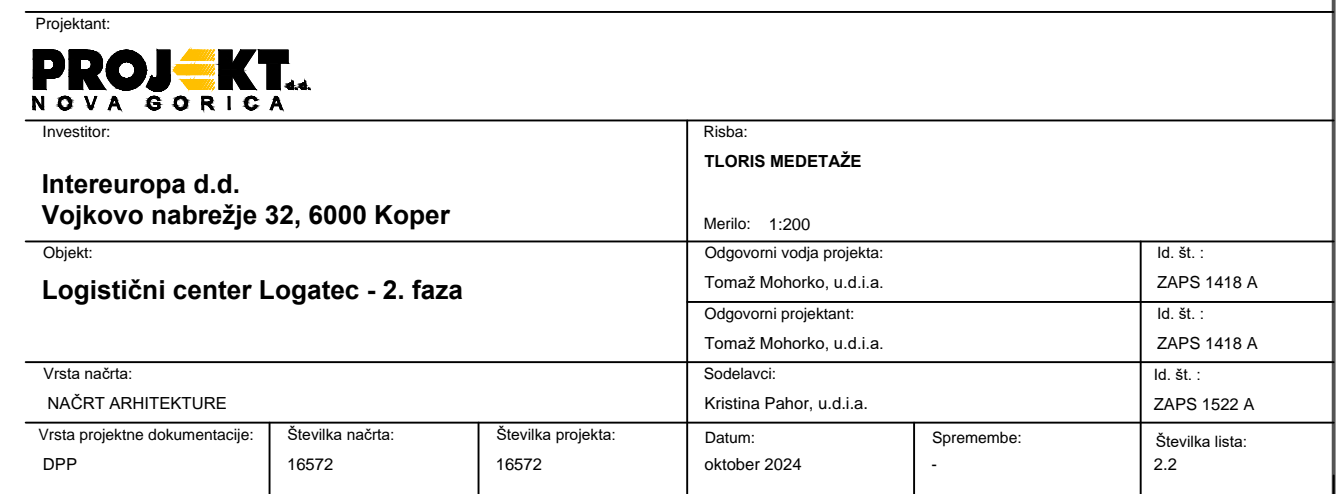 Projektant:
PROJEKT d.d.
NOVA GORICA
Investitor:
Intereuropa d.d.
Vojkovo nabrežje 32, 6000 Koper
Risba:
TLORIS MEDETAŽE
Merilo: 1:200
Objekt:
Logistični center Logatec - 2. faza
Odgovorni vodja projekta:
Id. št. :
Tomaž Mohorko, u.d.i.a.
ZAPS 1418 A
Odgovorni projektant:
Id. št. :
Tomaž Mohorko, u.d.i.a.
ZAPS 1418 A
Vrsta načrta:
NAČRT ARHITEKTURE
Sodelavci:
Id. št. :
Kristina Pahor, u.d.i.a.
ZAPS 1522 A
Vrsta projektne dokumentacije:
DPP
Številka načrta:
16572
Številka projekta:
16572
Datum:
oktober 2024
Spremembe:
-
Številka lista:
2.2